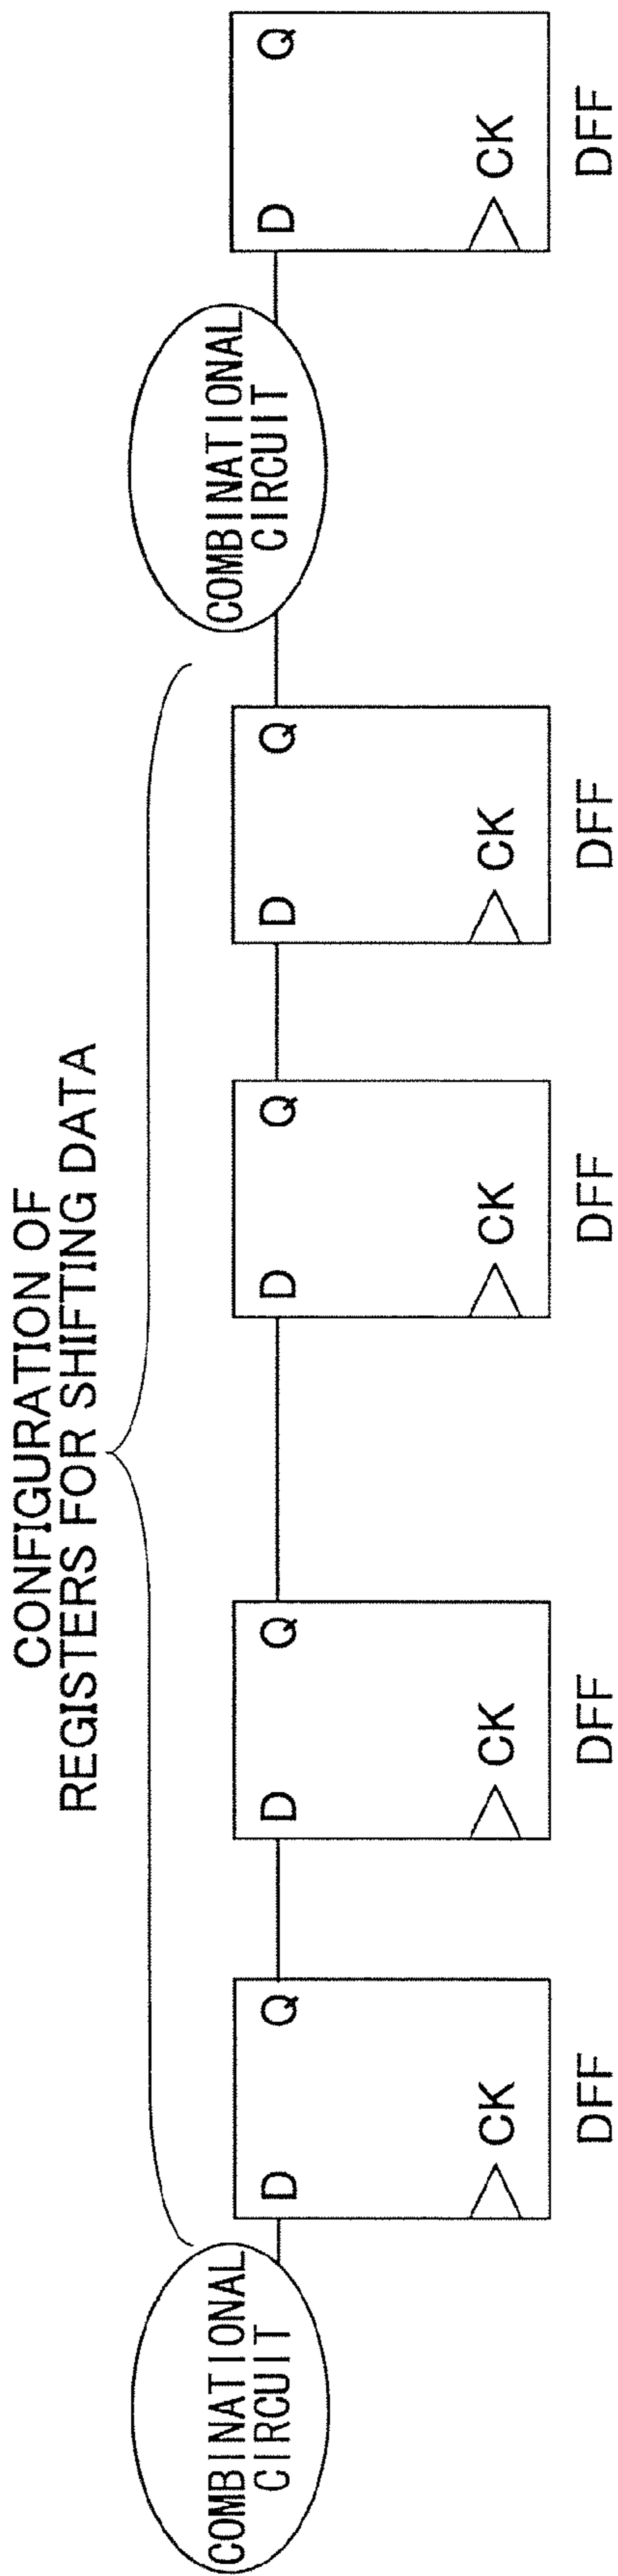 CONFIGURATION OF
REGISTERS FOR SHIFTING DATA
COMBINATIONAL
CIRCUIT
D
Q
CK
DFF
D
Q
CK
DFF
D
Q
CK
DFF
D
Q
CK
DFF
COMBINATIONAL
CIRCUIT
D
Q
CK
DFF